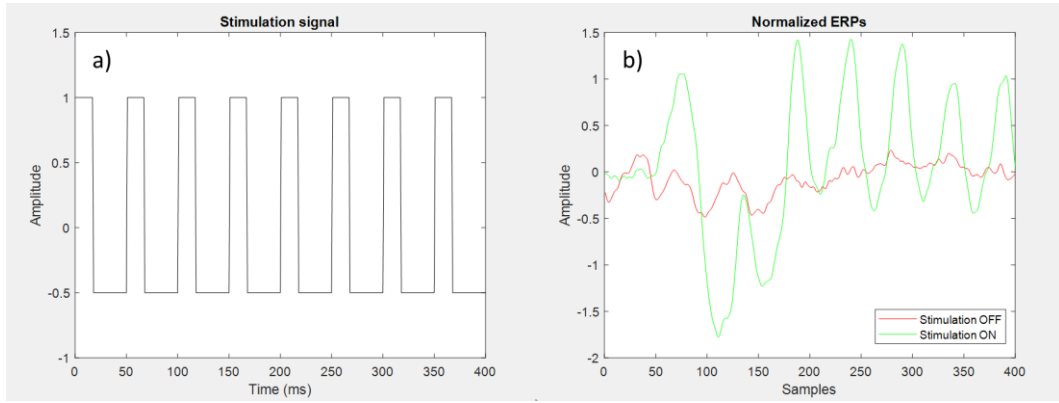 Stimulation signal
a)
1.5
1
0.5
0
-0.5
-1
Amplitude
0 50 100 150 200 250 300 350 400
Time (ms)
Normalized ERPs
b)
1.5
1
0.5
0
-0.5
-1
-1.5
-2
Amplitude
Stimulation OFF
Stimulation ON
0 50 100 150 200 250 300 350 400
Samples